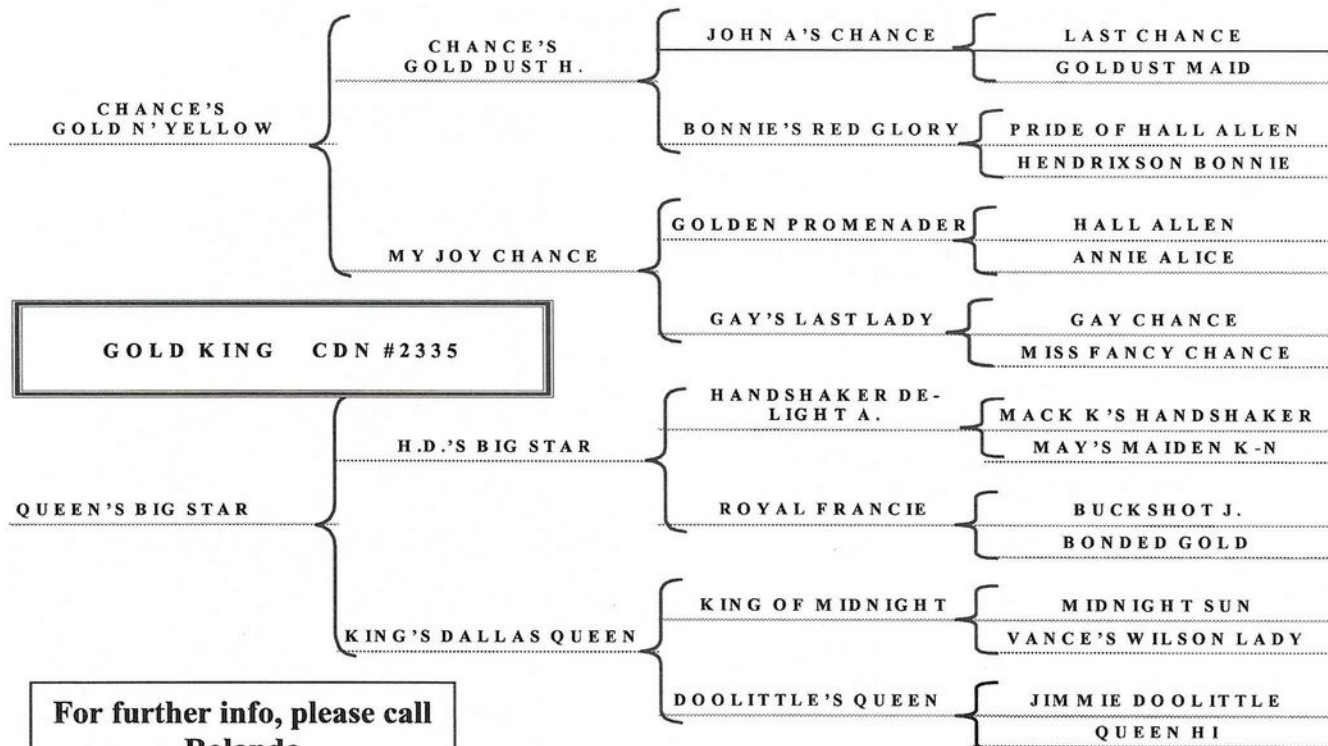 CHANCE'S
GOLD N' YELLOW
CHANCE'S
GOLD DUST H.
JOHN A'S CHANCE
LAST CHANCE
GOLDUST MAID
BONNIE'S RED GLORY
PRIDE OF HALL ALLEN
HENDRIXSON BONNIE
MY JOY CHANCE
GOLDEN PROMENADER
HALL ALLEN
ANNIE ALICE
GAY'S LAST LADY
GAY CHANCE
MISS FANCY CHANCE
GOLD KING CDN #2335
QUEEN'S BIG STAR
H.D.'S BIG STAR
HANDSHAKER DE-
LIGHT A.
MACK K'S HANDSHAKER
MAY'S MAIDEN K-N
ROYAL FRANCIE
BUCKSHOT J.
BONDED GOLD
KING'S DALLAS QUEEN
KING OF MIDNIGHT
MIDNIGHT SUN
VANCE'S WILSON LADY
DOOLITTLE'S QUEEN
JIMMIE DOOLITTLE
QUEEN HI
For further info, please call